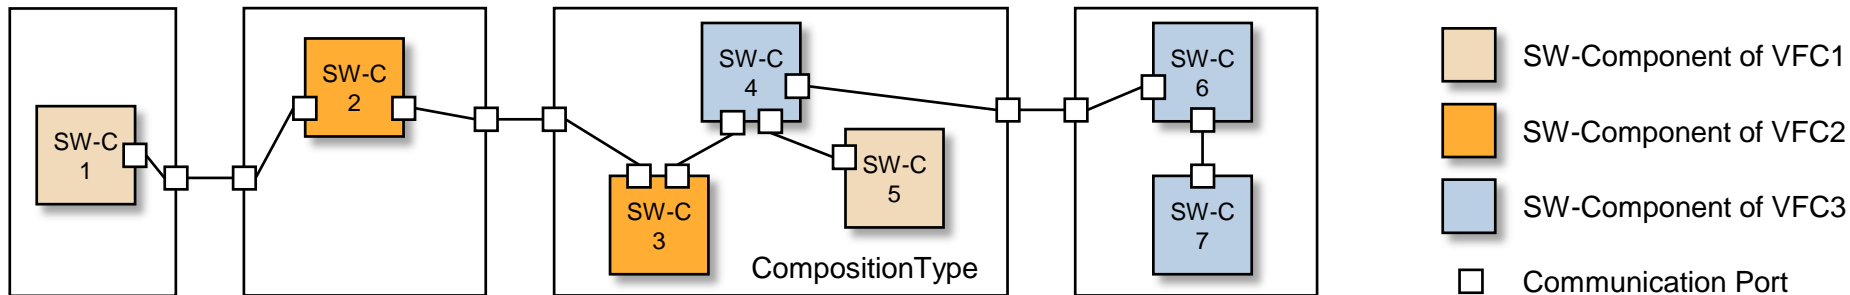 SW-C
1
SW-C
2
SW-C
3
SW-C
4
SW-C
5
CompositionType
SW-C
6
SW-C
7
SW-Component of VFC1
SW-Component of VFC2
SW-Component of VFC3
Communication Port